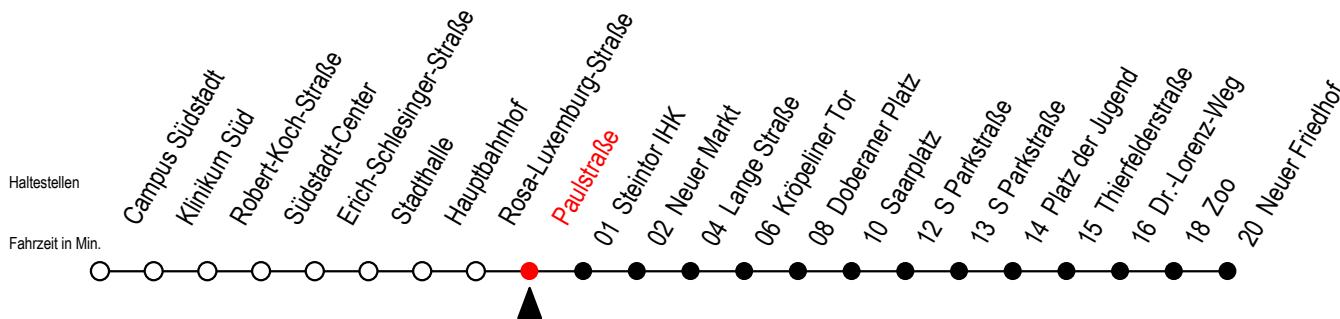 Haltestellen
Campus Südstadt
Klinikum Süd
Robert-Koch-Straße
Südstadt-Center
Erich-Schlesinger-Straße
Stadthalle
Hauptbahnhof
Rosa-Luxemburg-Straße
Paulstraße
01 Steintor IHK
02 Neuer Markt
04 Lange Straße
06 Kröpeliner Tor
08 Doberaner Platz
10 Saarplatz
12 S Parkstraße
13 S Parkstraße
14 Platz der Jugend
15 Thierfelderstraße
16 Dr.-Lorenz-Weg
18 Zoo
20 Neuer Friedhof
Fahrzeit in Min.